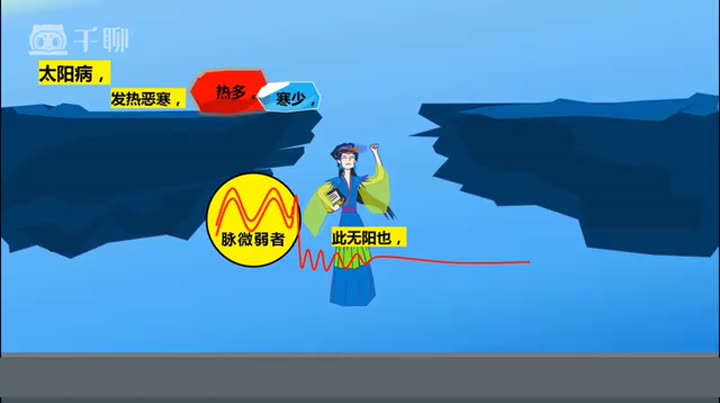 千聊
太阳病，
发热恶寒，
热多，
寒少，
脉微弱者
此无阳也，